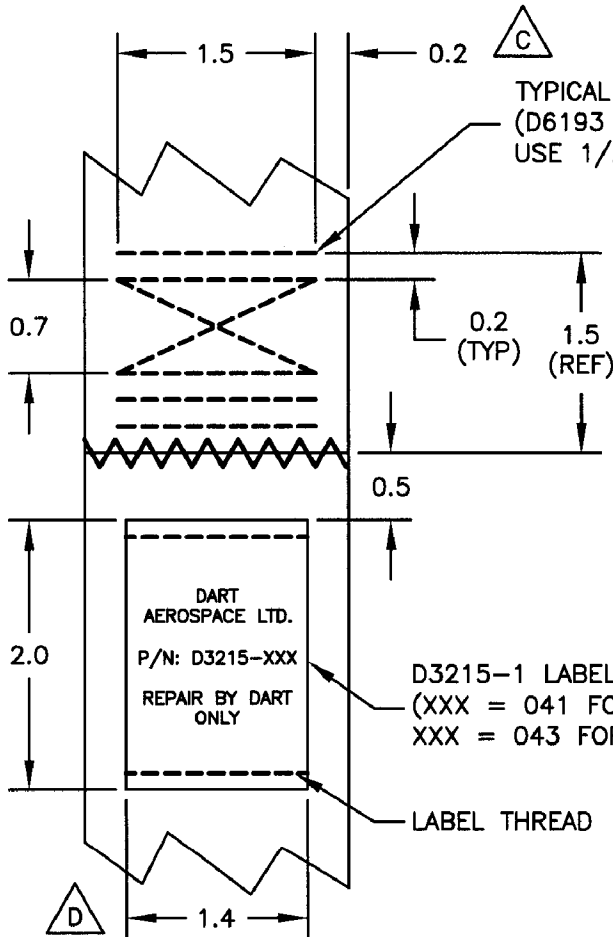 1.5
0.2
C
TYPICAL
(D6193
USE 1/
0.7
0.2
(TYP)
1.5
(REF)
0.5
2.0
DART
AEROSPACE LTD.
P/N: D3215-XXX
REPAIR BY DART
ONLY
D3215-1 LABEL
(XXX = 041 FO
XXX = 043 FO
LABEL THREAD
D
1.4